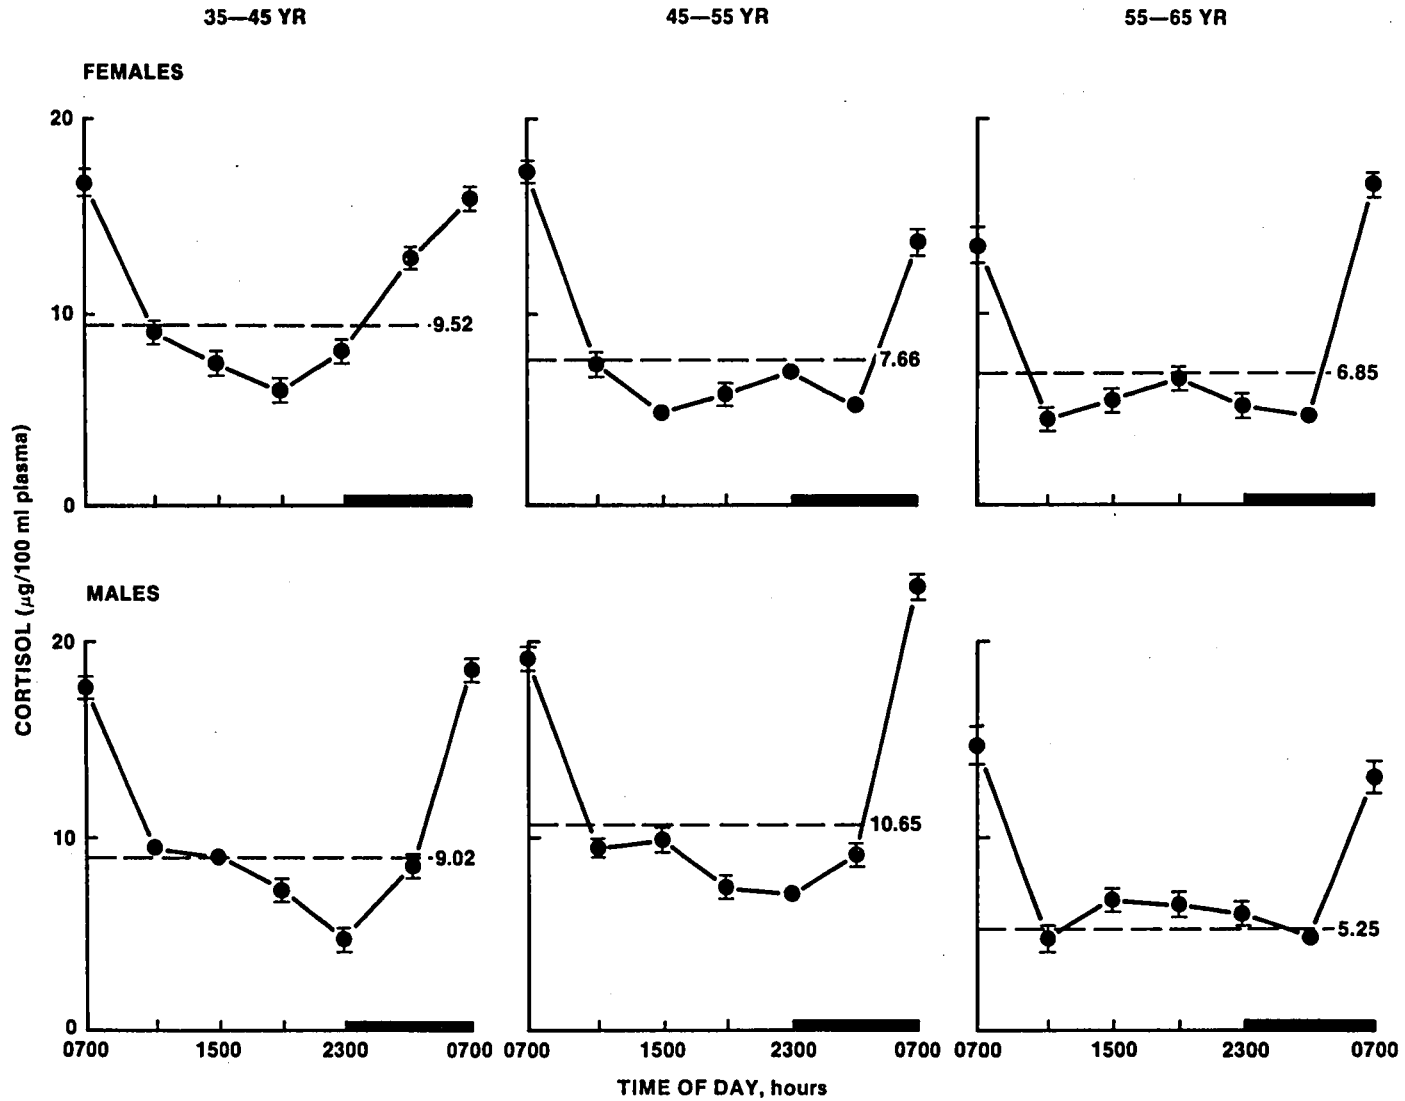 35—45 YR 45—55 YR 55—65 YR
FEMALES
20
10
0
9.52
7.66
6.85
CORTISOL (μg/100 ml plasma)
MALES
20
10
0
9.02
10.65
5.25
0700 1500 2300 0700 0700 1500 2300 0700 0700 1500 2300 0700
TIME OF DAY, hours